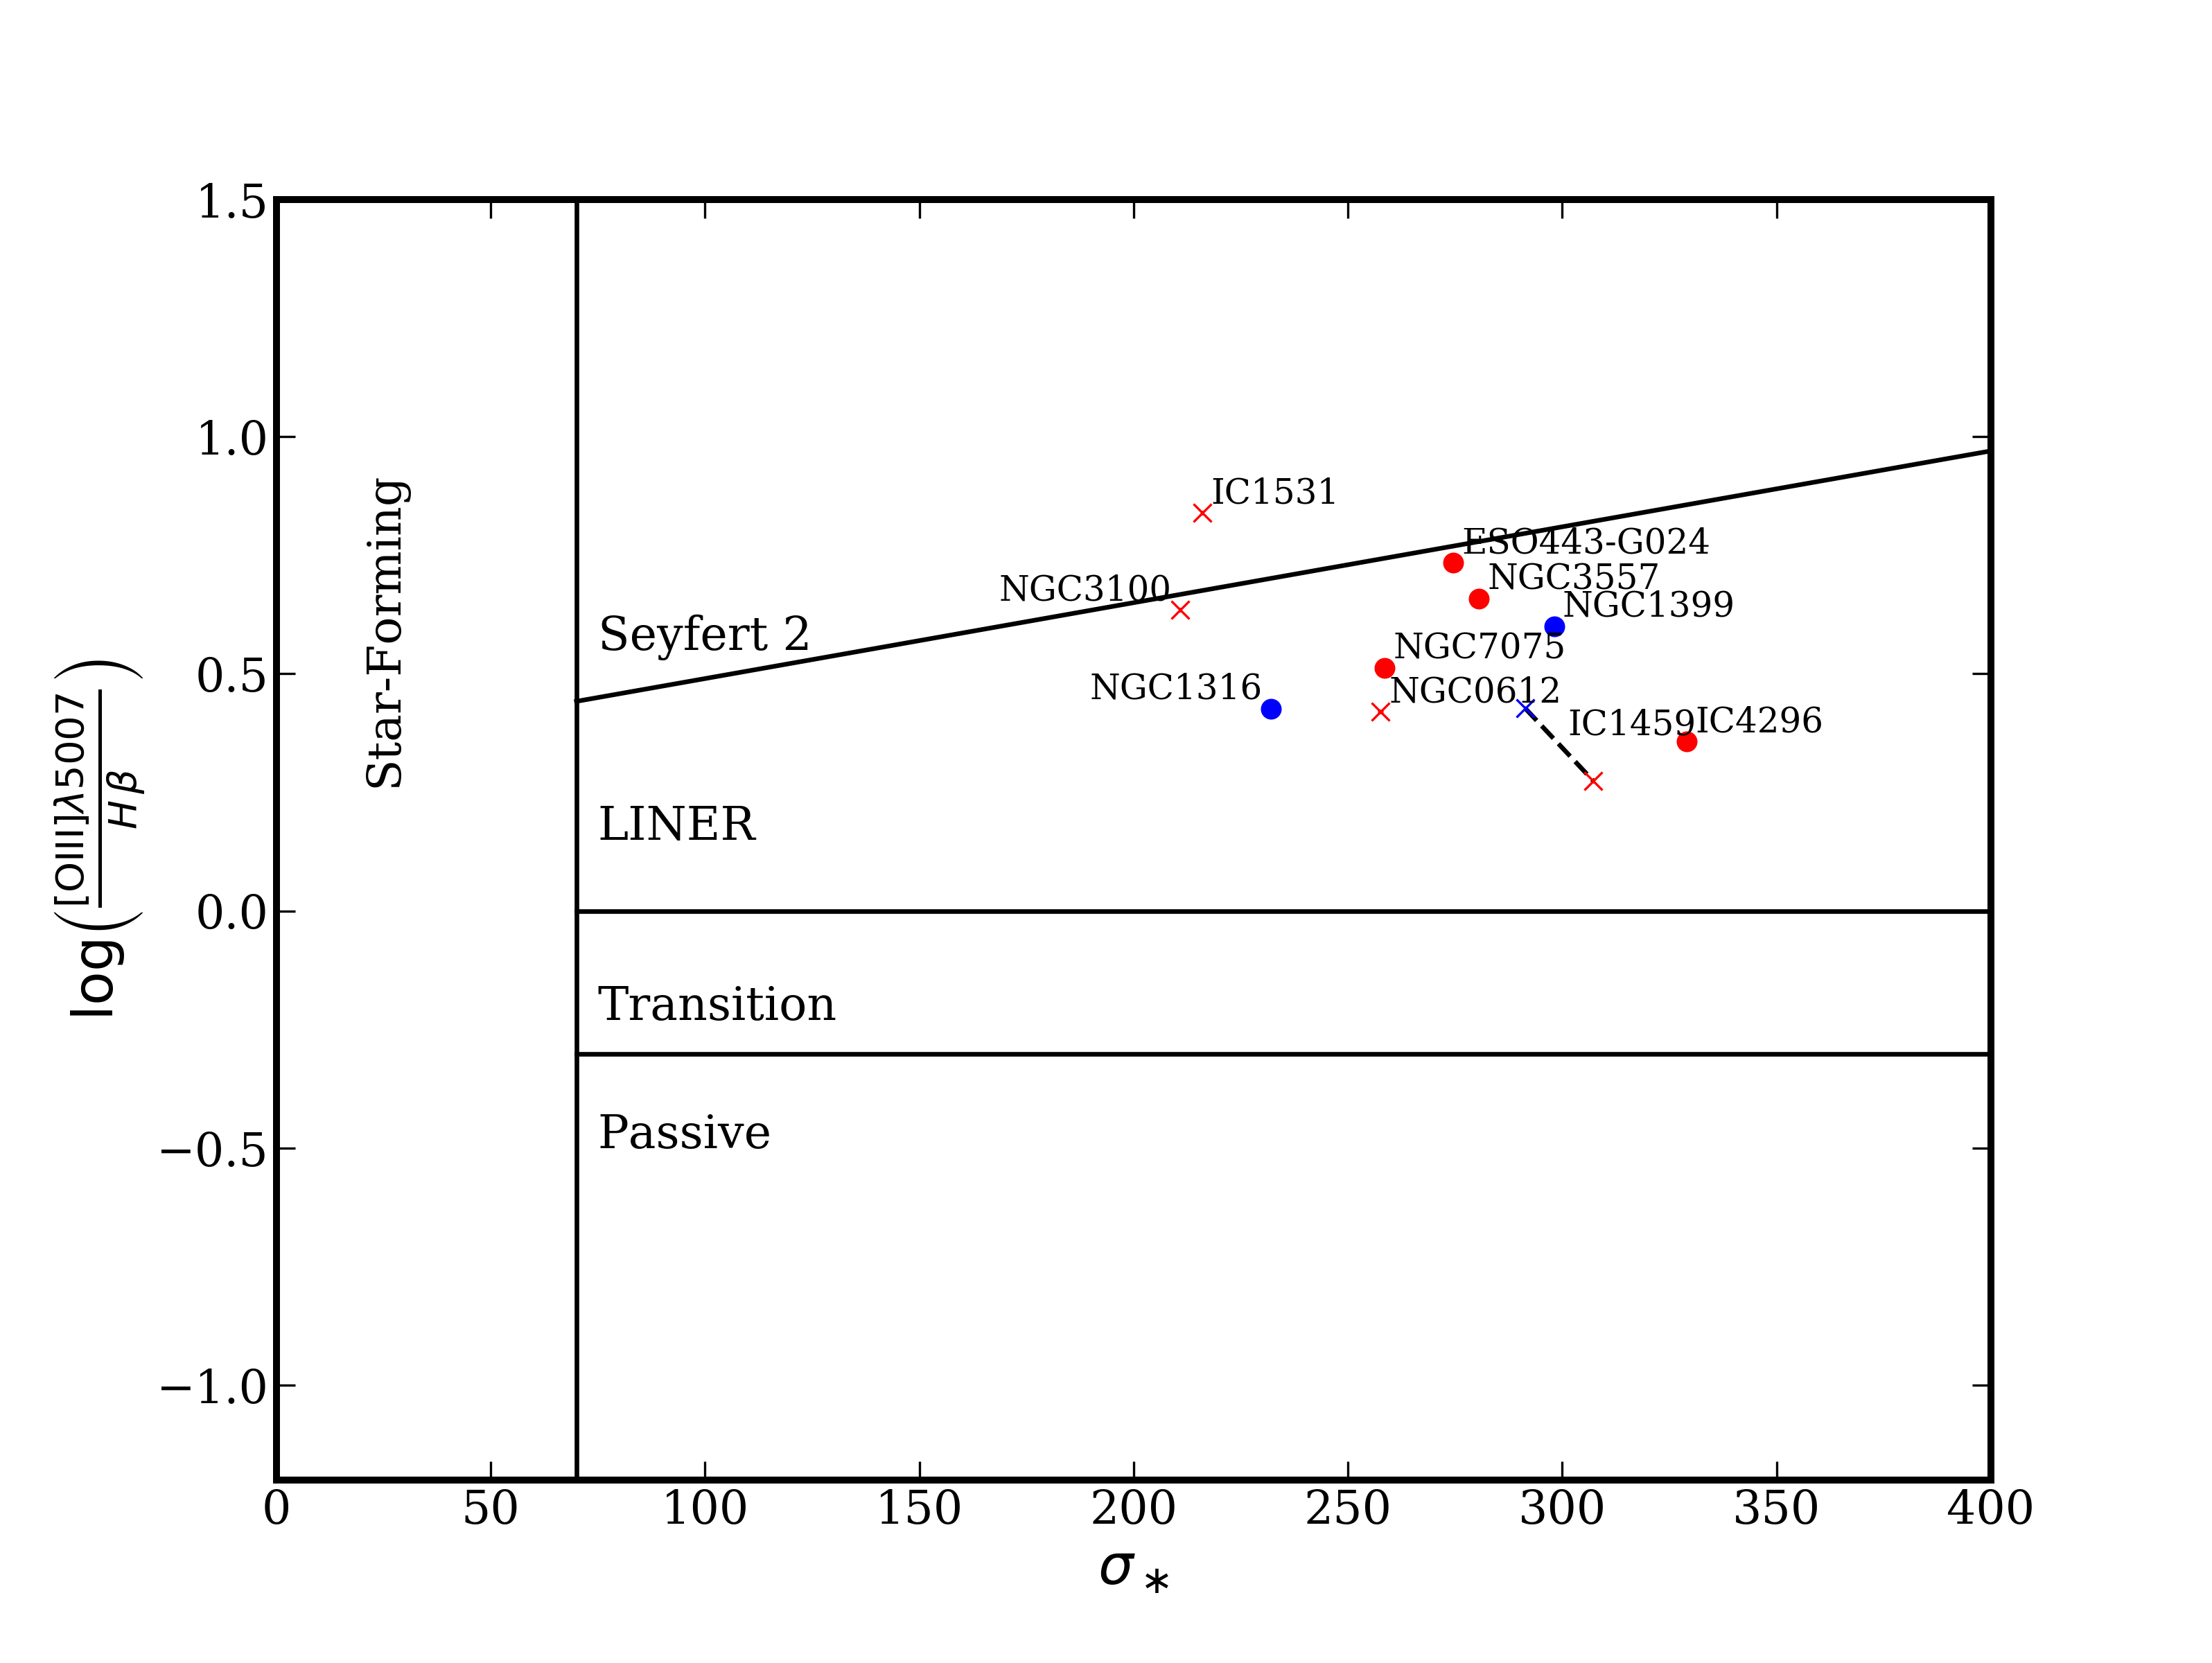 1.5
1.0
0.5
0.0
−0.5
−1.0
0
50
100
150
200
250
300
350
400
σ∗
log([OIII]λ5007/Hβ)
Star-Forming
Seyfert 2
LINER
Transition
Passive
IC1531
ESO443-G024
NGC3557
NGC3100
NGC1399
NGC7075
NGC1316
NGC0612
IC1459
IC4296